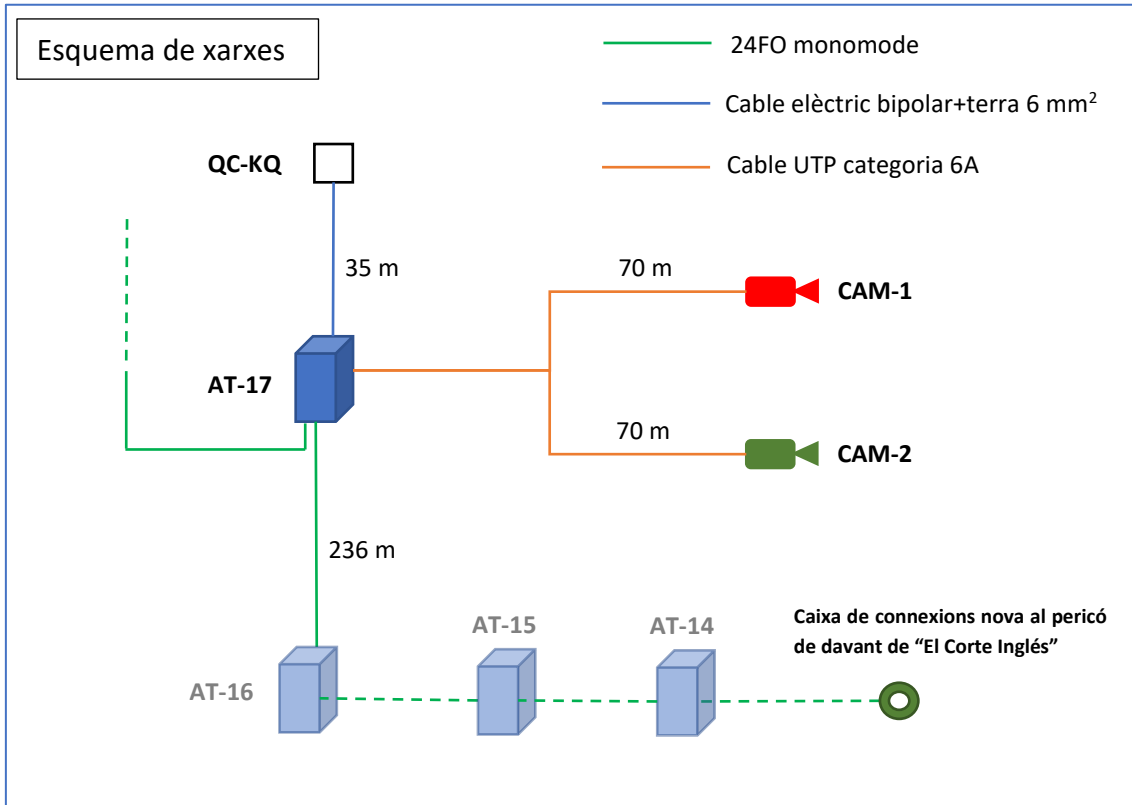 Esquema de xarxes
24FO monomode
Cable elèctric bipolar+terra 6 mm²
Cable UTP categoria 6A
QC-KQ
35 m
70 m
CAM-1
AT-17
70 m
CAM-2
236 m
AT-15
AT-14
Caixa de connexions nova al pericó
de davant de “El Corte Inglés”
AT-16